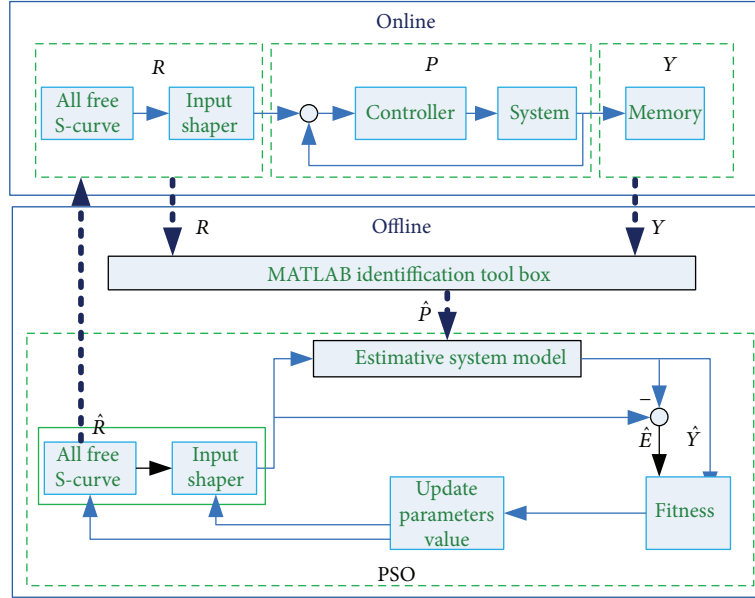 Online
R
P
Y
All free
S-curve
Input
shaper
Controller
System
Memory
R
Offline
Y
MATLAB identiffication tool box
P̂
Estimative system model
−
R̂
Ê
Ŷ
All free
S-curve
Input
shaper
Update
parameters
value
Fitness
PSO